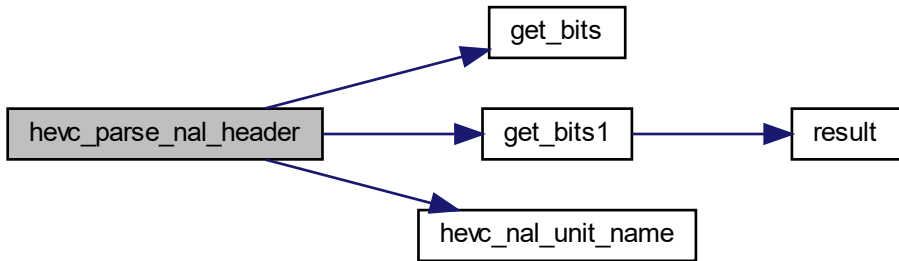 get_bits
hevc_parse_nal_header
get_bits1
result
hevc_nal_unit_name